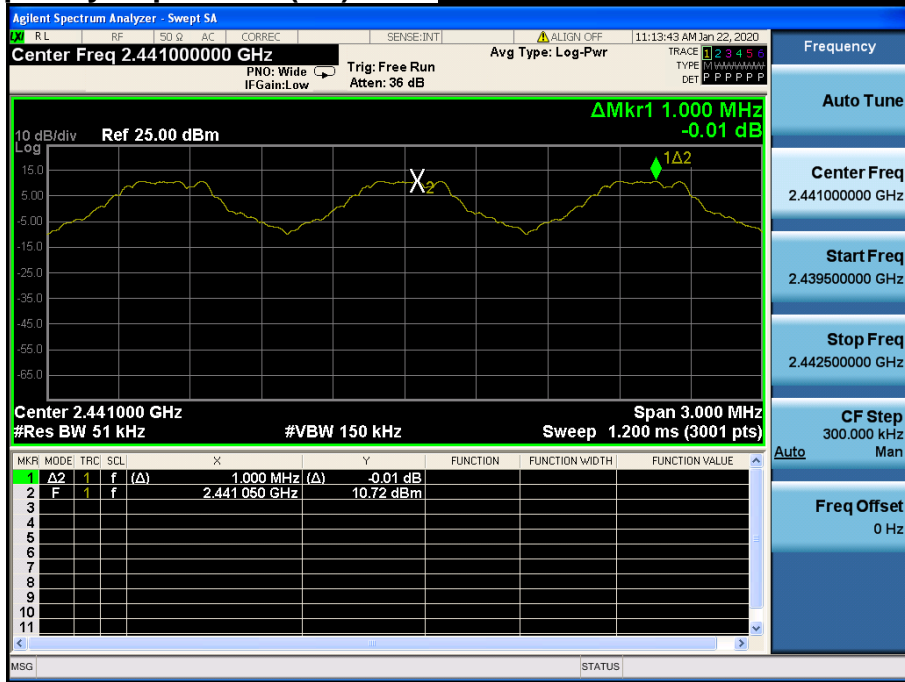 Agilent Spectrum Analyzer - Swept SA
LXI RL RF 50 Ω AC CORREC SENSE:INT ALIGN OFF 11:13:43 AM Jan 22, 2020
Center Freq 2.441000000 GHz
PNO: Wide
IFGain:Low
Trig: Free Run
Atten: 36 dB
Avg Type: Log-Pwr
TRACE 1 2 3 4 5 6
TYPE M WWWWW
DET P P P P P P
ΔMkr1 1.000 MHz
-0.01 dB
10 dB/div Ref 25.00 dBm
Log
15.0
5.00
-5.00
-15.0
-25.0
-35.0
-45.0
-55.0
-65.0
1Δ2
X2
Center 2.441000 GHz Span 3.000 MHz
#Res BW 51 kHz #VBW 150 kHz Sweep 1.200 ms (3001 pts)
MKR MODE TRC SCL X Y FUNCTION FUNCTION WIDTH FUNCTION VALUE
1 Δ2 1 f (Δ) 1.000 MHz (Δ) -0.01 dB
2 F 1 f 2.441 050 GHz 10.72 dBm
3
4
5
6
7
8
9
10
11
MSG STATUS
Frequency
Auto Tune
Center Freq
2.441000000 GHz
Start Freq
2.439500000 GHz
Stop Freq
2.442500000 GHz
CF Step
300.000 kHz
Auto Man
Freq Offset
0 Hz